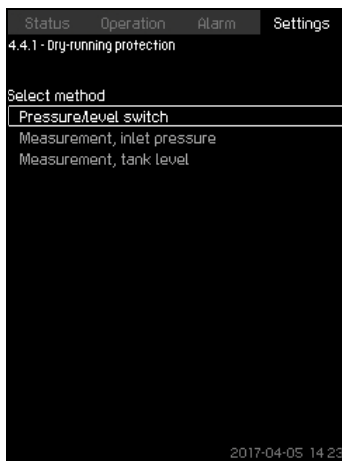 Status Operation Alarm Settings
4.4.1 - Dry-running protection
Select method
Pressure/level switch
Measurement, inlet pressure
Measurement, tank level
2017-04-05 14:23